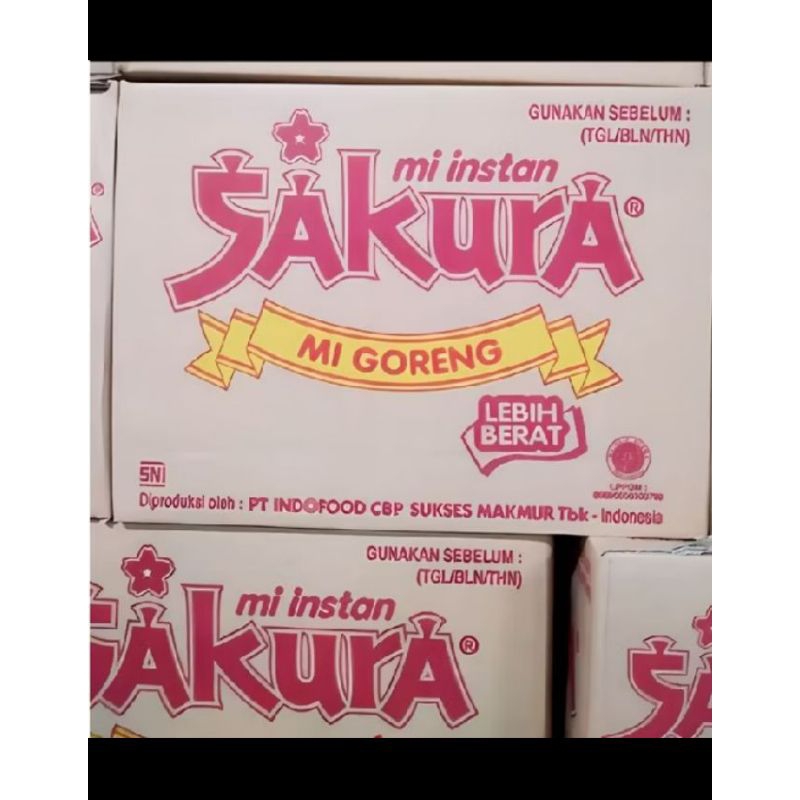 GUNAKAN SEBELUM :
(TGL/BLN/THN)
mi instan
SAkurA®
MI GORENG
LEBIH
BERAT
SNI
Diproduksi oleh : PT INDOFOOD CBP SUKSES MAKMUR Tbk - Indonesia
GUNAKAN SEBELUM :
(TGL/BLN/THN)
mi instan
SAkurA®